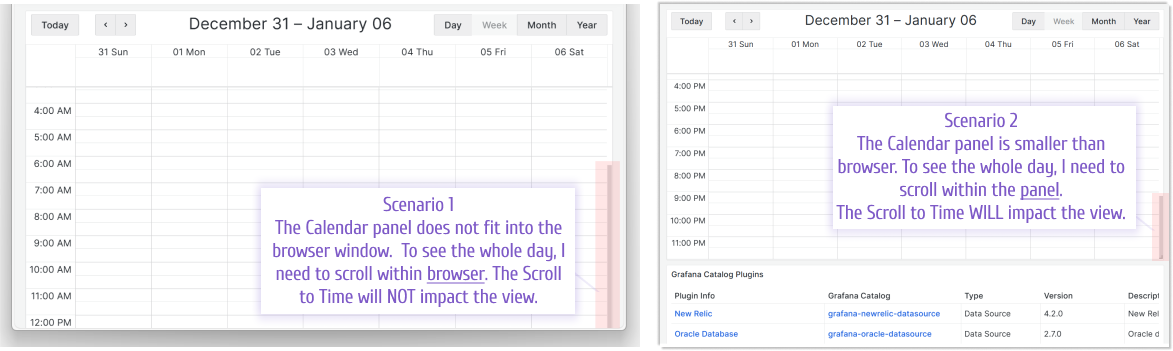 Today
December 31 – January 06
Day Week Month Year
31 Sun 01 Mon 02 Tue 03 Wed 04 Thu 05 Fri 06 Sat
4:00 AM
5:00 AM
6:00 AM
7:00 AM
8:00 AM
9:00 AM
10:00 AM
11:00 AM
12:00 PM
Scenario 1
The Calendar panel does not fit into the
browser window. To see the whole day, I
need to scroll within browser. The Scroll
to Time will NOT impact the view.
Today
December 31 – January 06
Day Week Month Year
31 Sun 01 Mon 02 Tue 03 Wed 04 Thu 05 Fri 06 Sat
4:00 PM
5:00 PM
6:00 PM
7:00 PM
8:00 PM
9:00 PM
10:00 PM
11:00 PM
Scenario 2
The Calendar panel is smaller than
browser. To see the whole day, I need to
scroll within the panel.
The Scroll to Time WILL impact the view.
Grafana Catalog Plugins
Plugin Info Grafana Catalog Type Version Descript
New Relic grafana-newrelic-datasource Data Source 4.2.0 New Rel
Oracle Database grafana-oracle-datasource Data Source 2.7.0 Oracle d